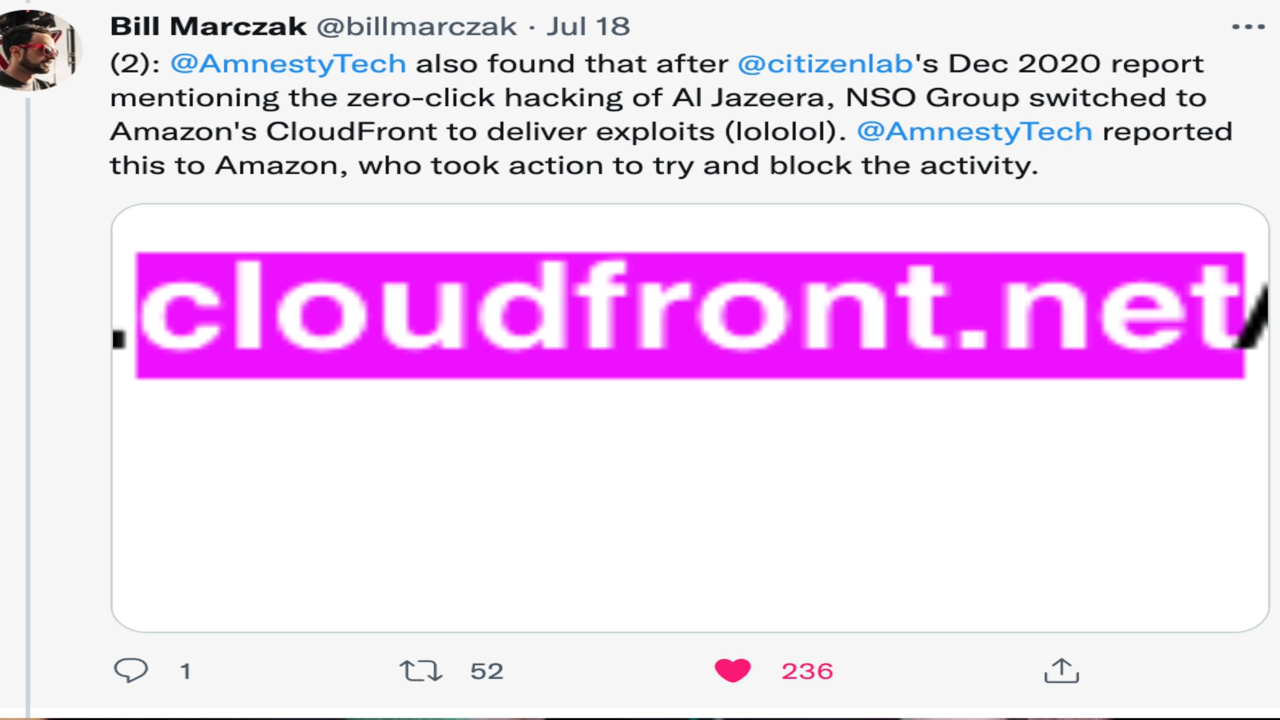 Bill Marczak @billmarczak · Jul 18
(2): @AmnestyTech also found that after @citizenlab's Dec 2020 report
mentioning the zero-click hacking of Al Jazeera, NSO Group switched to
Amazon's CloudFront to deliver exploits (lololol). @AmnestyTech reported
this to Amazon, who took action to try and block the activity.
.cloudfront.net/
1 52 236